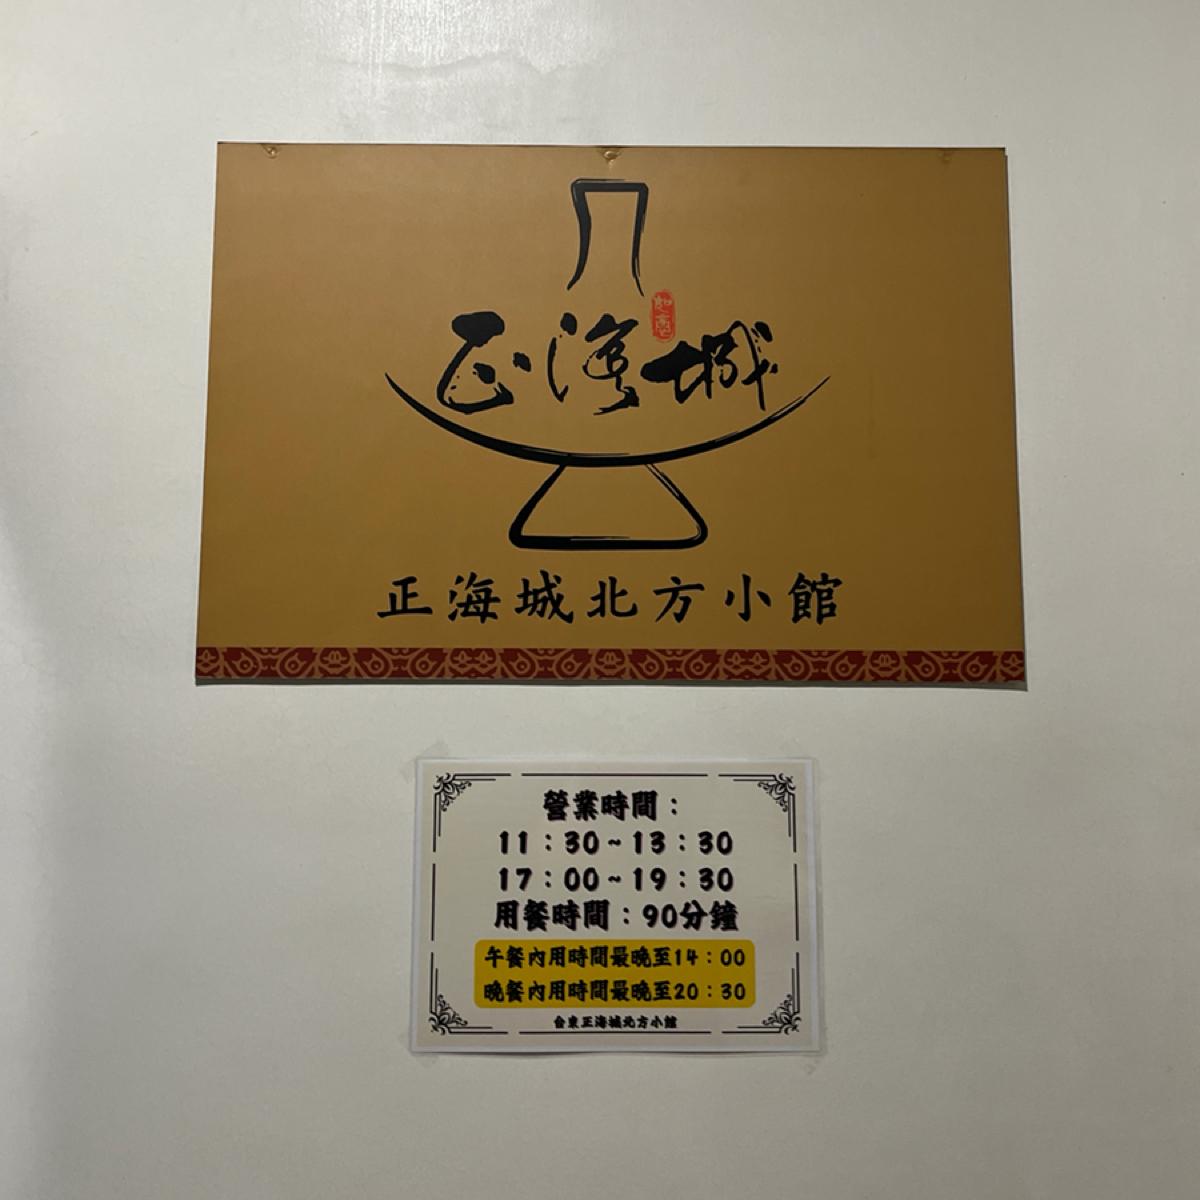 如意
正海城
正海城北方小館
營業時間：
11：30~13：30
17：00~19：30
用餐時間：90分鐘
午餐內用時間最晚至14：00
晚餐內用時間最晚至20：30
台東正海城北方小館